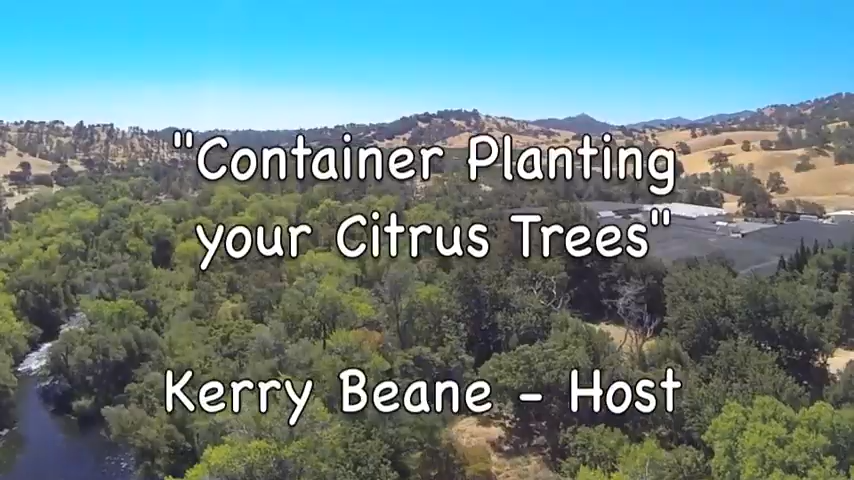 "Container Planting
your Citrus Trees"
Kerry Beane - Host